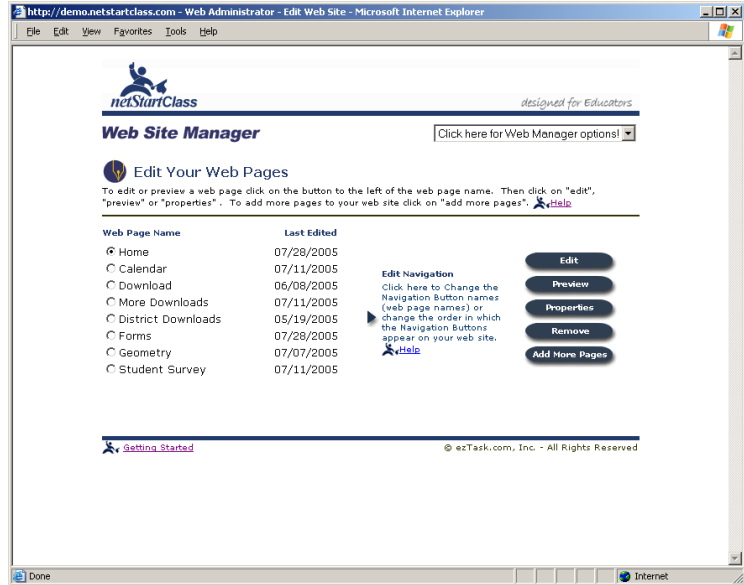 http://demo.netstartclass.com - Web Administrator - Edit Web Site - Microsoft Internet Explorer
File Edit View Favorites Tools Help
netStartClass
designed for Educators
Web Site Manager
Click here for Web Manager options!
Edit Your Web Pages
To edit or preview a web page click on the button to the left of the web page name. Then click on "edit",
"preview" or "properties" . To add more pages to your web site click on "add more pages". Help
Web Page Name Last Edited
Home 07/28/2005
Calendar 07/11/2005
Download 06/08/2005
More Downloads 07/11/2005
District Downloads 05/19/2005
Forms 07/28/2005
Geometry 07/07/2005
Student Survey 07/11/2005
Edit Navigation
Click here to Change the
Navigation Button names
(web page names) or
change the order in which
the Navigation Buttons
appear on your web site.
Help
Edit
Preview
Properties
Remove
Add More Pages
Getting Started
© ezTask.com, Inc. - All Rights Reserved
Done
Internet